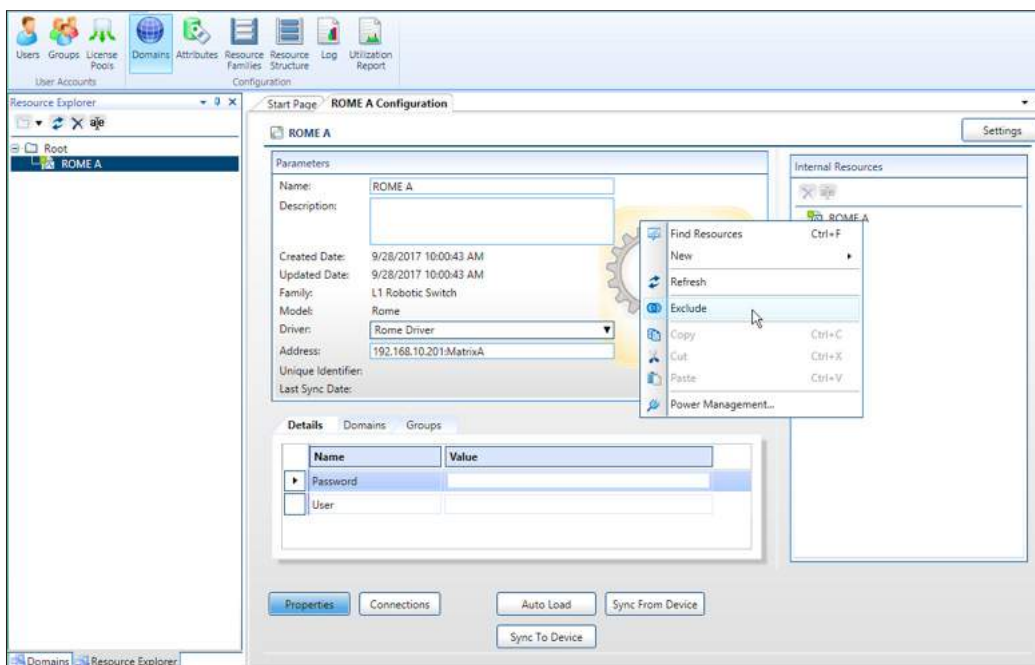 Users Groups License Pools Domains Attributes Resource Families Resource Structure Log Utilization Report
User Accounts Configuration
Resource Explorer
Start Page ROME A Configuration
ROME A Settings
Root
ROME A
Parameters
Internal Resources
Name: ROME A
Description:
ROME A
Created Date: 9/28/2017 10:00:43 AM
Updated Date: 9/28/2017 10:00:43 AM
Family: L1 Robotic Switch
Model: Rome
Driver: Rome Driver
Address: 192.168.10.201:MatrixA
Unique Identifier:
Last Sync Date:
Find Resources Ctrl+F
New
Refresh
Exclude
Copy Ctrl+C
Cut Ctrl+X
Paste Ctrl+V
Power Management...
Details Domains Groups
Name Value
Password
User
Properties Connections Auto Load Sync From Device
Sync To Device
Domains Resource Explorer